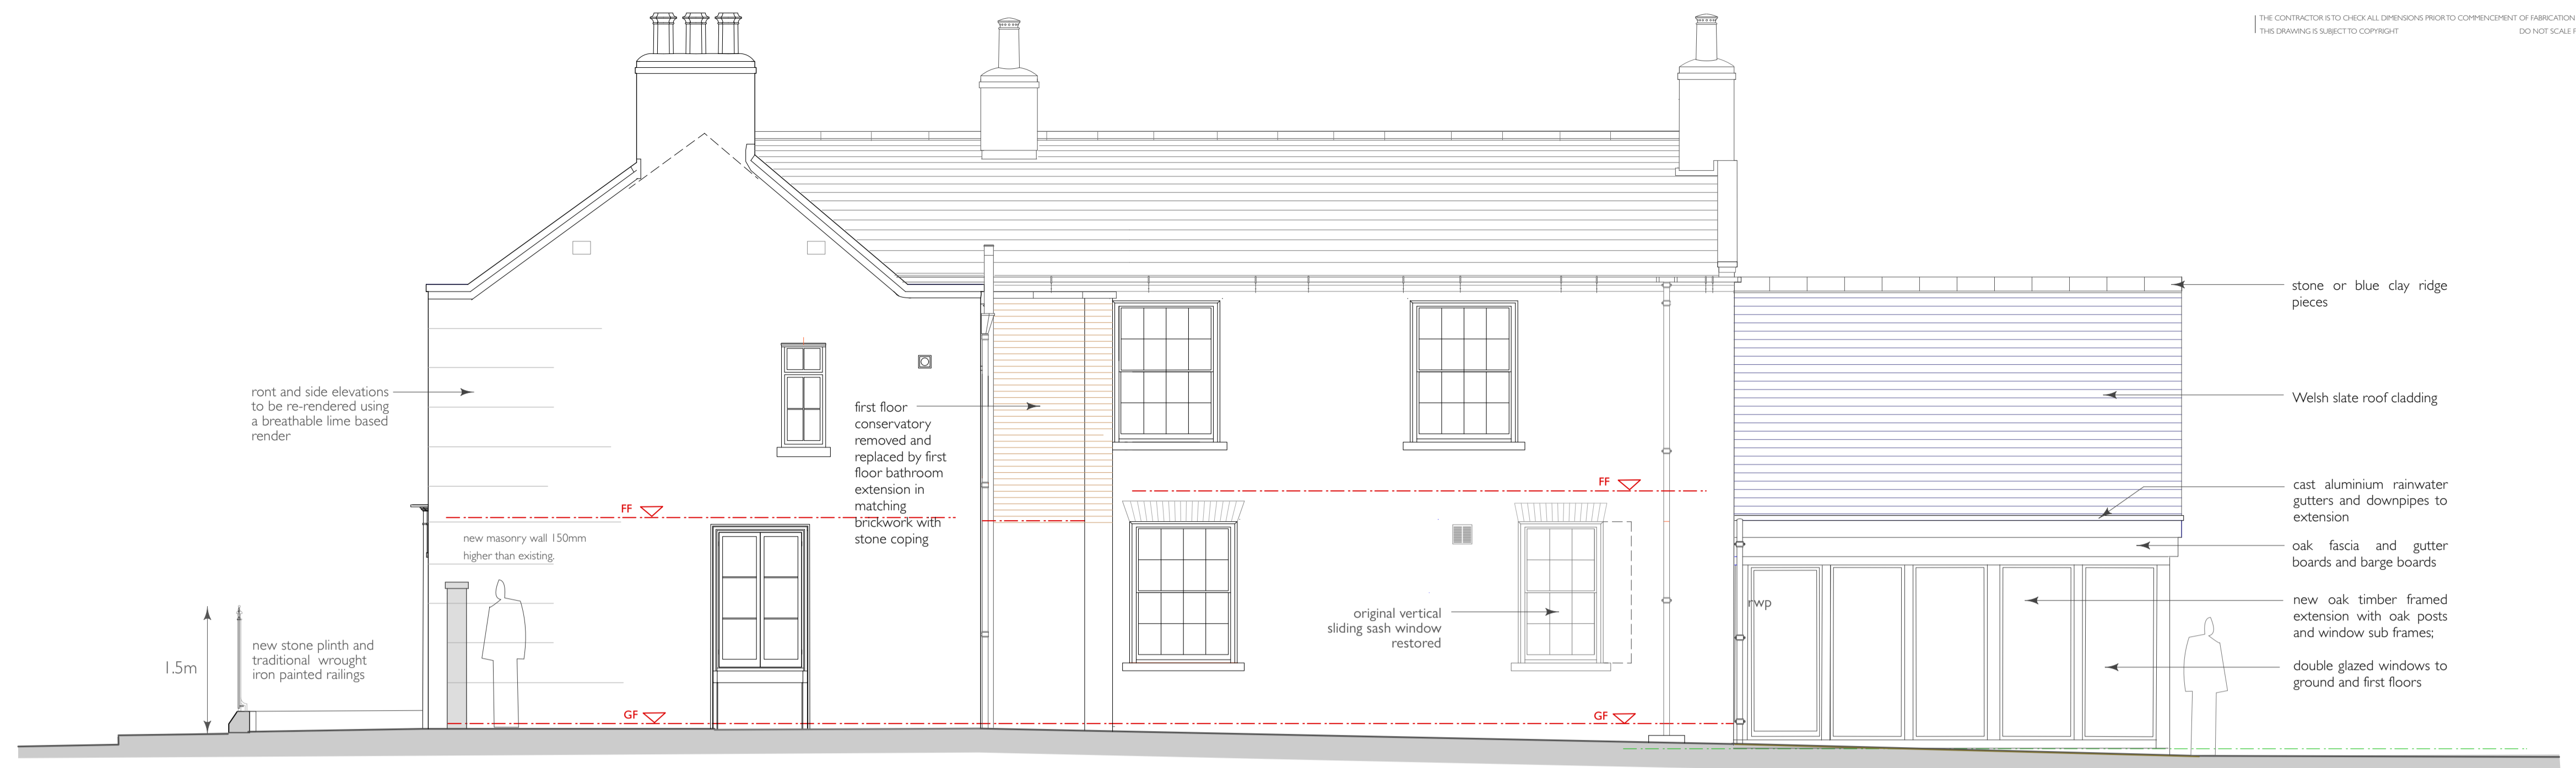 THE CONTRACTOR IS TO CHECK ALL DIMENSIONS PRIOR TO COMMENCEMENT OF FABRICATION
THIS DRAWING IS SUBJECT TO COPYRIGHT DO NOT SCALE
ront and side elevations
to be re-rendered using
a breathable lime based
render
FF
new masonry wall 150mm
higher than existing.
1.5m
new stone plinth and
traditional wrought
iron painted railings
GF
first floor
conservatory
removed and
replaced by first
floor bathroom
extension in
matching
brickwork with
stone coping
FF
original vertical
sliding sash window
restored
GF
rwp
stone or blue clay ridge
pieces
Welsh slate roof cladding
cast aluminium rainwater
gutters and downpipes to
extension
oak fascia and gutter
boards and barge boards
new oak timber framed
extension with oak posts
and window sub frames;
double glazed windows to
ground and first floors